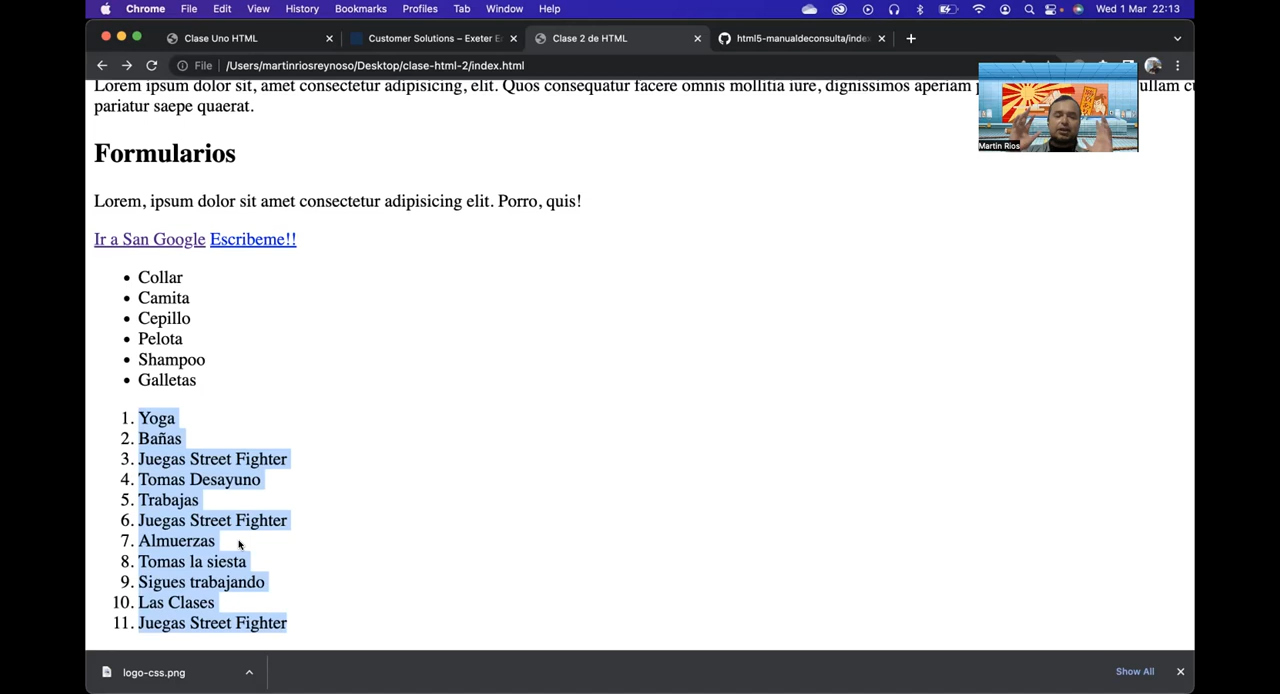 Chrome File Edit View History Bookmarks Profiles Tab Window Help Wed 1 Mar 22:13
Clase Uno HTML Customer Solutions – Exeter Clase 2 de HTML html5-manualdeconsulta/inde
File /Users/martinriosreynoso/Desktop/clase-html-2/index.html
Lorem ipsum dolor sit, amet consectetur adipisicing, elit. Quos consequatur facere omnis mollitia iure, dignissimos aperiam
pariatur saepe quaerat.
Martin Rios
Formularios
Lorem, ipsum dolor sit amet consectetur adipisicing elit. Porro, quis!
Ir a San Google Escribeme!!
• Collar
• Camita
• Cepillo
• Pelota
• Shampoo
• Galletas
1. Yoga
2. Bañas
3. Juegas Street Fighter
4. Tomas Desayuno
5. Trabajas
6. Juegas Street Fighter
7. Almuerzas
8. Tomas la siesta
9. Sigues trabajando
10. Las Clases
11. Juegas Street Fighter
logo-css.png Show All